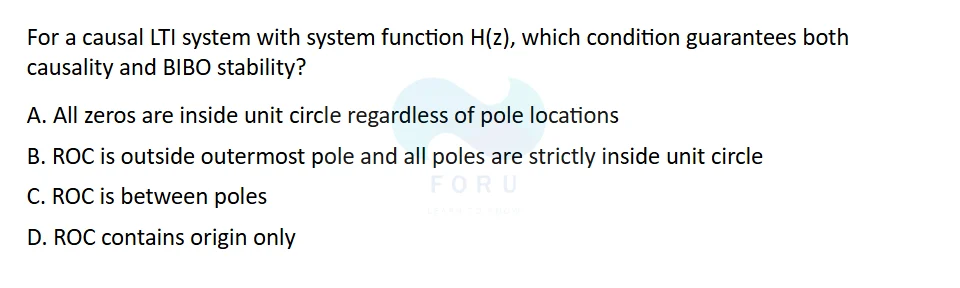 For a causal LTI system with system function H(z), which condition guarantees both
causality and BIBO stability?
A. All zeros are inside unit circle regardless of pole locations
B. ROC is outside outermost pole and all poles are strictly inside unit circle
FORU
C. ROC is between poles
D. ROC contains origin only